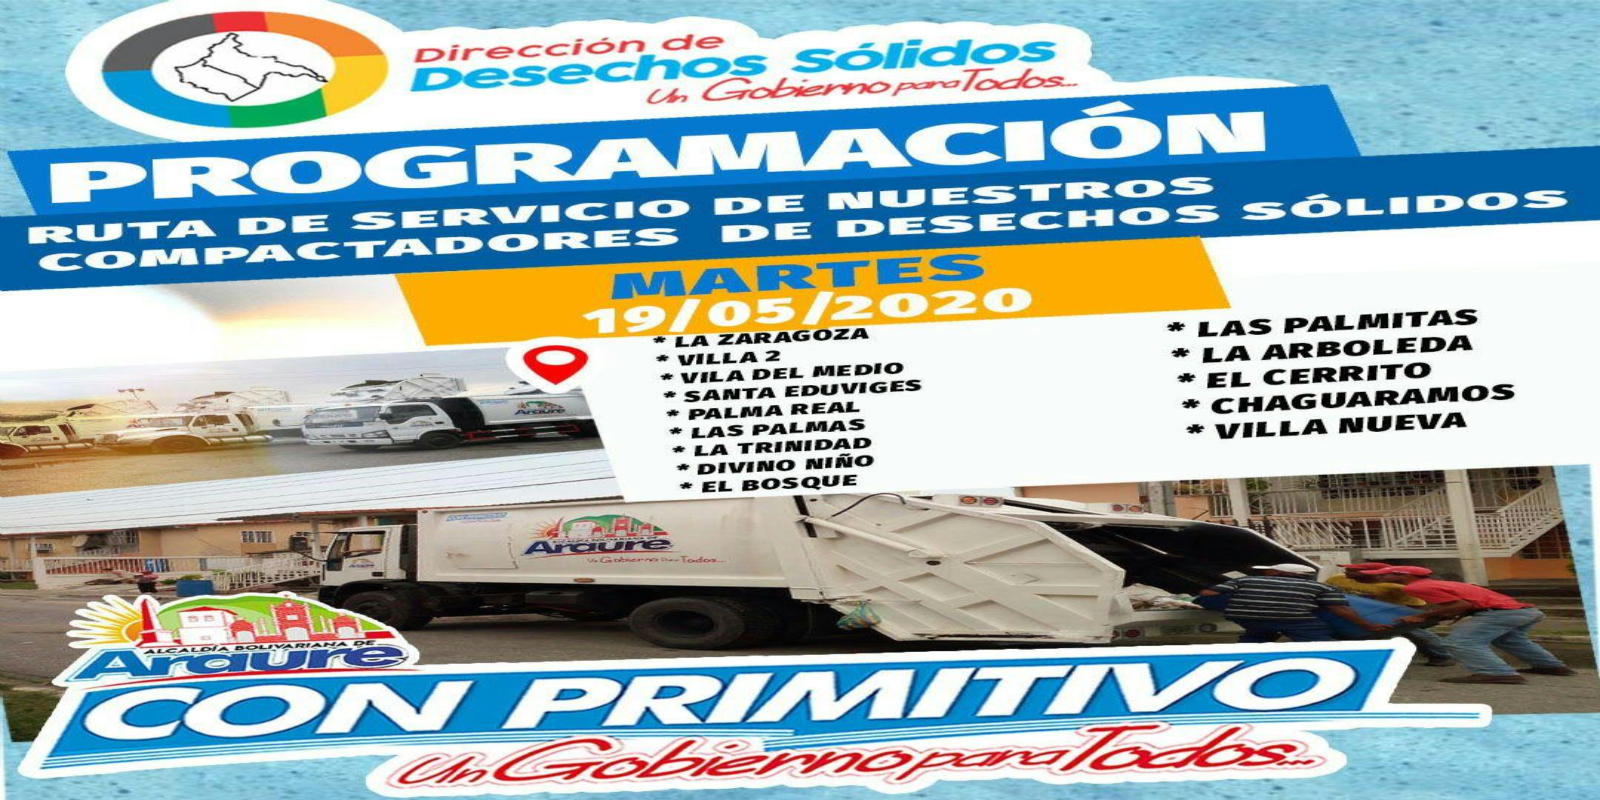 Dirección de
Desechos Sólidos
Un Gobierno para Todos...
PROGRAMACIÓN
RUTA DE SERVICIO DE NUESTROS
COMPACTADORES DE DESECHOS SÓLIDOS
MARTES
19/05/2020
* LA ZARAGOZA
* VILLA 2
* VILA DEL MEDIO
* SANTA EDUVIGES
* PALMA REAL
* LAS PALMAS
* LA TRINIDAD
* DIVINO NIÑO
* EL BOSQUE
* LAS PALMITAS
* LA ARBOLEDA
* EL CERRITO
* CHAGUARAMOS
* VILLA NUEVA
Araure
Araure
Un Gobierno Para Todos...
ALCALDÍA BOLIVARIANA DE
Araure
CON PRIMITIVO
Un Gobierno para Todos...